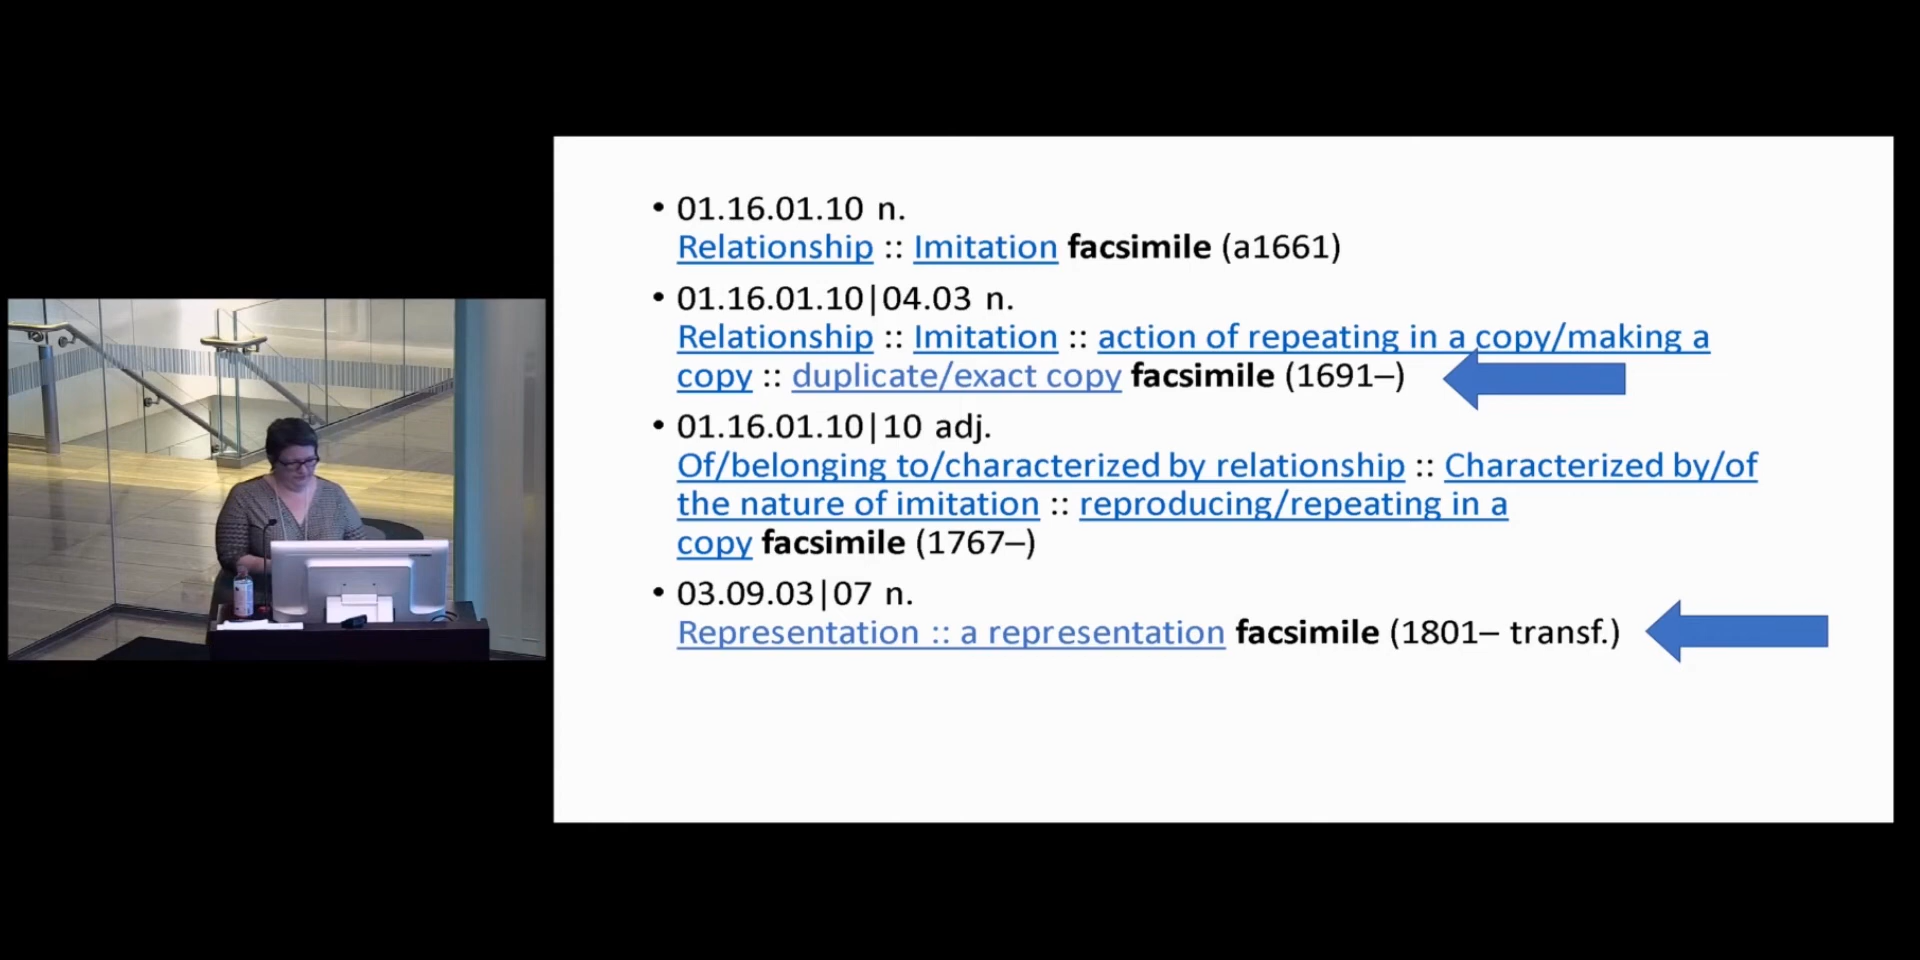 • 01.16.01.10 n.
Relationship :: Imitation facsimile (a1661)
• 01.16.01.10|04.03 n.
Relationship :: Imitation :: action of repeating in a copy/making a
copy :: duplicate/exact copy facsimile (1691–)
• 01.16.01.10|10 adj.
Of/belonging to/characterized by relationship :: Characterized by/of
the nature of imitation :: reproducing/repeating in a
copy facsimile (1767–)
• 03.09.03|07 n.
Representation :: a representation facsimile (1801– transf.)